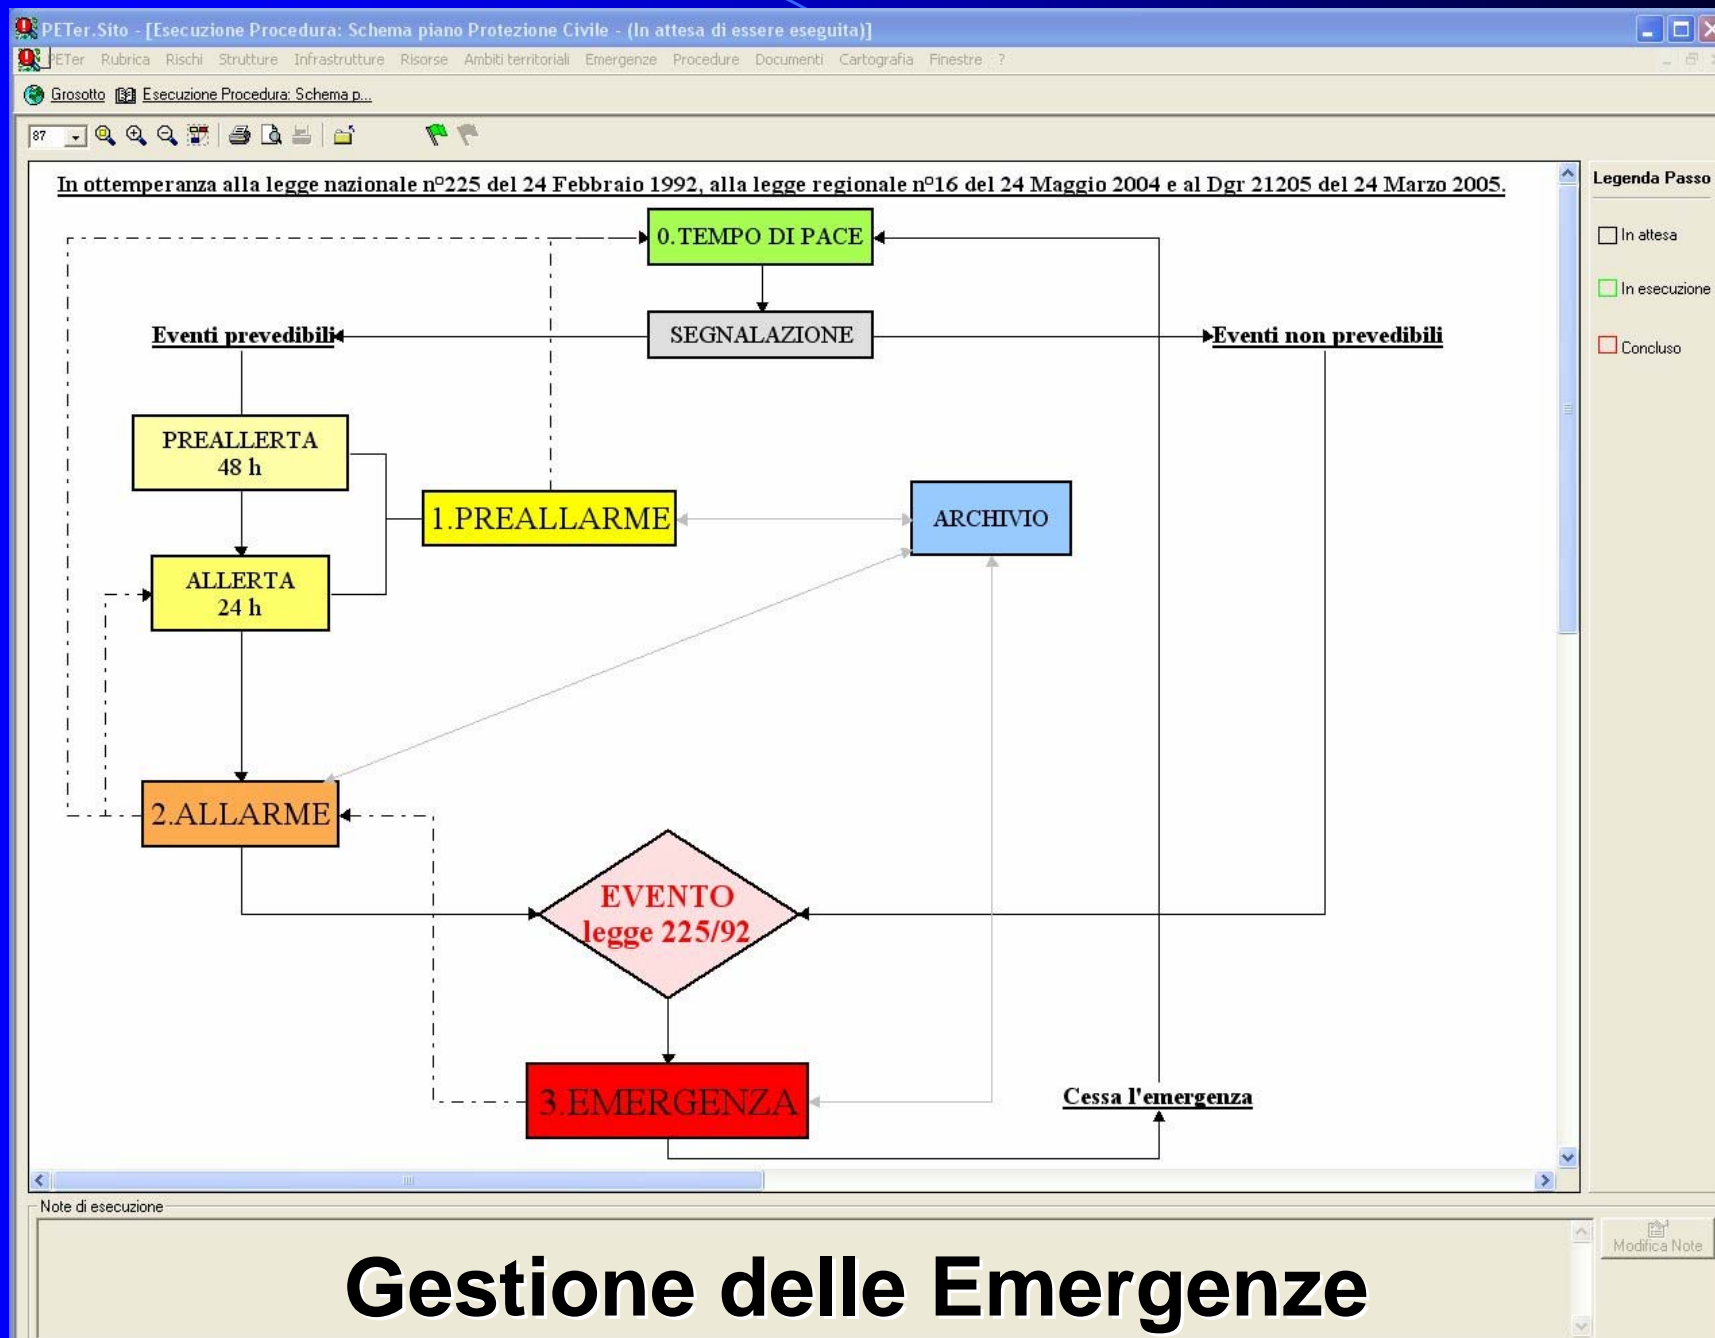 PETer.Sito - [Esecuzione Procedura: Schema piano Protezione Civile - (In attesa di essere eseguita)]
PETer Rubrica Rischi Strutture Infrastrutture Risorse Ambiti territoriali Emergenze Procedure Documenti Cartografia Finestre ?
Grosotto Esecuzione Procedura: Schema p...
87
In ottemperanza alla legge nazionale n°225 del 24 Febbraio 1992, alla legge regionale n°16 del 24 Maggio 2004 e al Dgr 21205 del 24 Marzo 2005.
Legenda Passo
In attesa
In esecuzione
Concluso
0.TEMPO DI PACE
SEGNALAZIONE
Eventi prevedibili
Eventi non prevedibili
PREALLERTA
48 h
1.PREALLARME
ARCHIVIO
ALLERTA
24 h
2.ALLARME
EVENTO
legge 225/92
3.EMERGENZA
Cessa l'emergenza
Note di esecuzione
Modifica Note
Gestione delle Emergenze